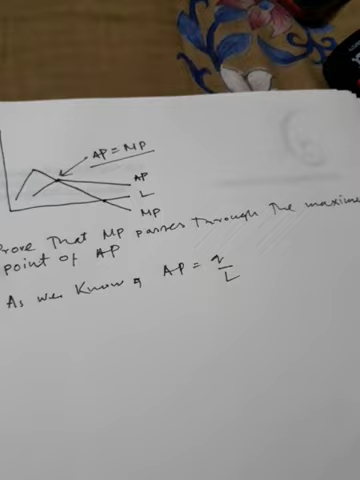 AP = MP
AP
L
MP
Prove That MP passes through The maximum
point of AP
As we know, AP = q/L